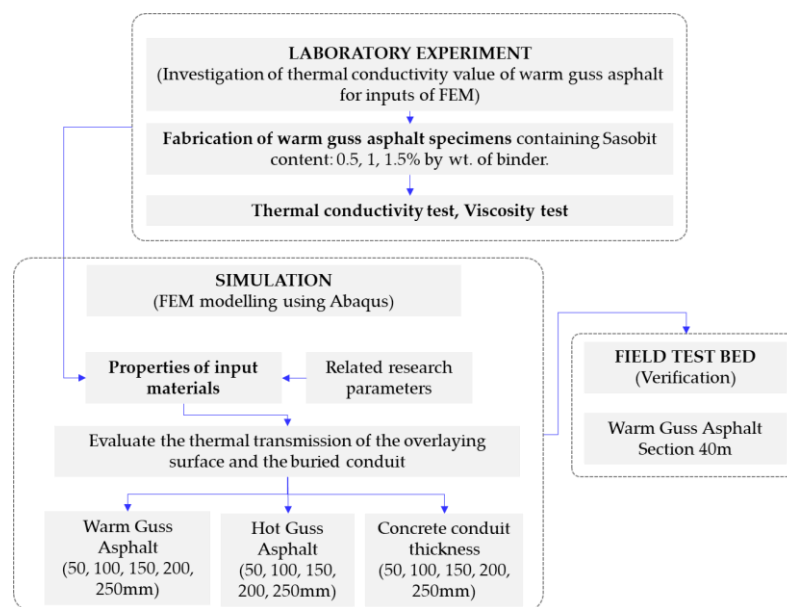 LABORATORY EXPERIMENT
(Investigation of thermal conductivity value of warm guss asphalt
for inputs of FEM)
Fabrication of warm guss asphalt specimens containing Sasobit
content: 0.5, 1, 1.5% by wt. of binder.
Thermal conductivity test, Viscosity test
SIMULATION
(FEM modelling using Abaqus)
Properties of input
materials
Related research
parameters
Evaluate the thermal transmission of the overlaying
surface and the buried conduit
Warm Guss
Asphalt
(50, 100, 150, 200,
250mm)
Hot Guss
Asphalt
(50, 100, 150,
200, 250mm)
Concrete conduit
thickness
(50, 100, 150, 200,
250mm)
FIELD TEST BED
(Verification)
Warm Guss Asphalt
Section 40m